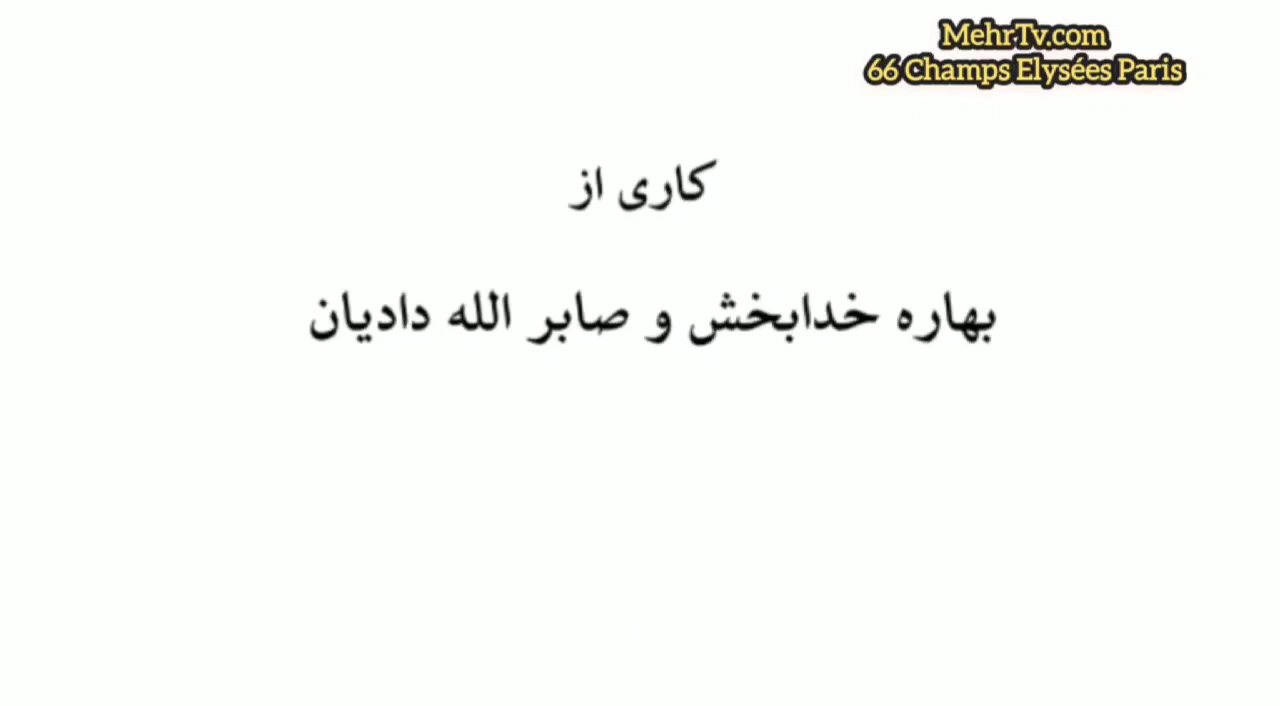 MehrTv.com
66 Champs Elysées Paris
کاری از
بهاره خدابخش و صابر الله دادیان